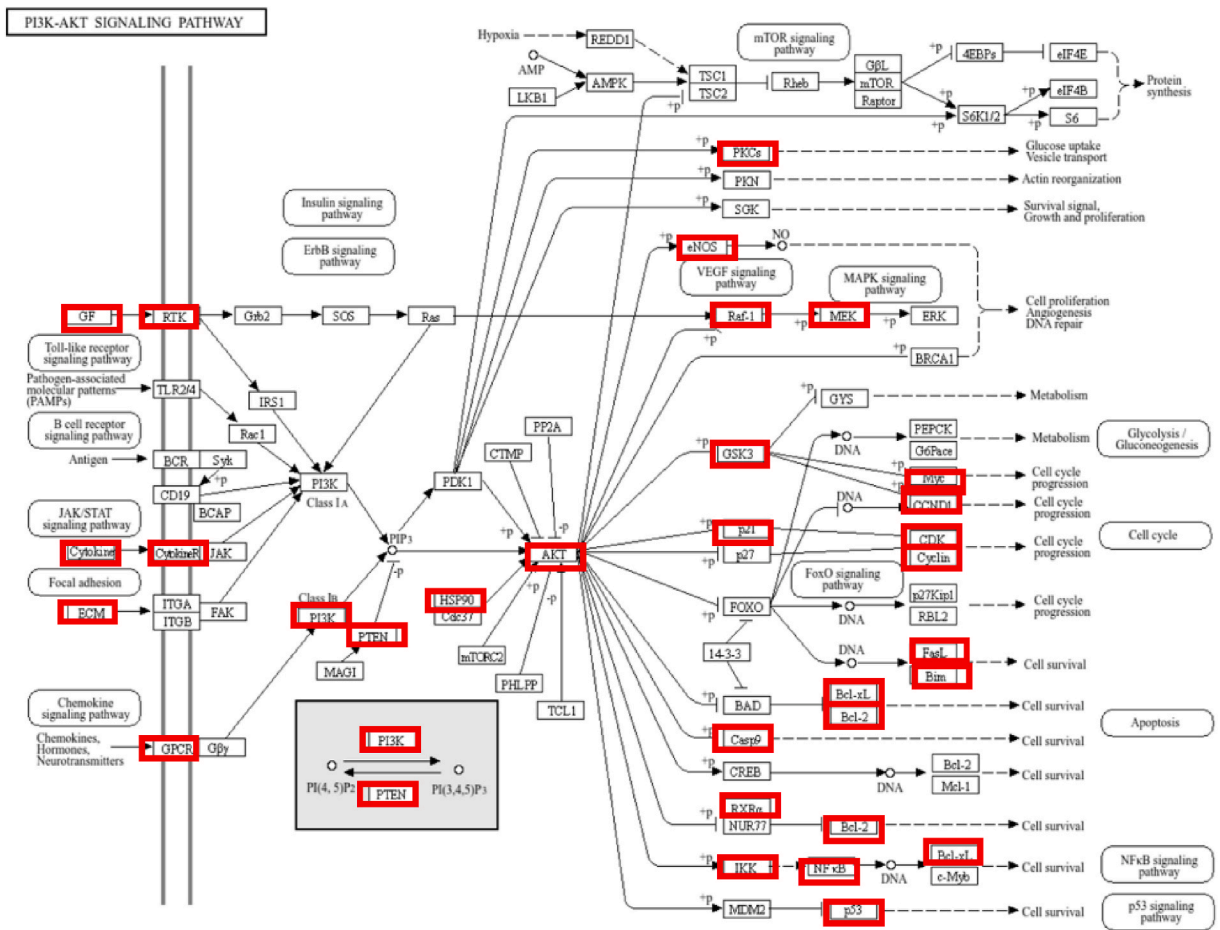 PI3K-AKT SIGNALING PATHWAY
Hypoxia
REDD1
mTOR signaling
pathway
AMP
LKB1
AMPK
TSC1
TSC2
+p
Rheb
GβL
mTOR
Raptor
+p
4EBPs
eIF4E
+p
S6K1/2
+p
+p
eIF4B
+p
S6
Protein
synthesis
+p
PKCs
Glucose uptake
Vesicle transport
+p
PKN
Actin reorganization
+p
SGK
Survival signal,
Growth and proliferation
Insulin signaling
pathway
ErbB signaling
pathway
+p
eNOS
NO
VEGF signaling
pathway
MAPK signaling
pathway
GF
RTK
Grb2
SOS
Ras
Raf-1
+p
+p
MEK
+p
ERK
Cell proliferation
Angiogenesis
DNA repair
+p
BRCA1
Toll-like receptor
signaling pathway
Pathogen-associated
molecular patterns
(PAMPs)
TLR2/4
IRS1
Rac1
+p
GYS
Metabolism
B cell receptor
signaling pathway
Antigen
BCR
Syk
+p
CD19
BCAP
PI3K
Class IA
PDK1
CTMP
PP2A
+p
GSK3
DNA
PEPCK
G6Pace
Metabolism
Glycolysis /
Gluconeogenesis
+p
+p
Myc
Cell cycle
progression
DNA
CCND1
Cell cycle
progression
JAK/STAT
signaling pathway
Cytokine
CytokineR
JAK
PIP3
-p
+p
-p
AKT
+p
p21
+p
p27
CDK
Cyclin
Cell cycle
progression
Cell cycle
Focal adhesion
ECM
ITGA
ITGB
FAK
Class IB
PI3K
PTEN
MAGI
HSP90
Cdc37
+p
-p
mTORC2
PHLPP
TCL1
FoxO signaling
pathway
+p
FOXO
DNA
p27Kip1
RBL2
Cell cycle
progression
14-3-3
DNA
FasL
Bim
Cell survival
+p
BAD
Bcl-xL
Bcl-2
Cell survival
Apoptosis
Chemokine
signaling pathway
Chemokines,
Hormones,
Neurotransmitters
GPCR
Gβγ
PI3K
PI(4, 5)P2
PTEN
PI(3,4,5)P3
+p
Casp9
Cell survival
+p
CREB
DNA
Bcl-2
Mcl-1
Cell survival
RXRα
+p
NUR77
Bcl-2
Cell survival
+p
IKK
NFκB
DNA
Bcl-xL
c-Myb
Cell survival
NFκB signaling
pathway
+p
MDM2
p53
Cell survival
p53 signaling
pathway